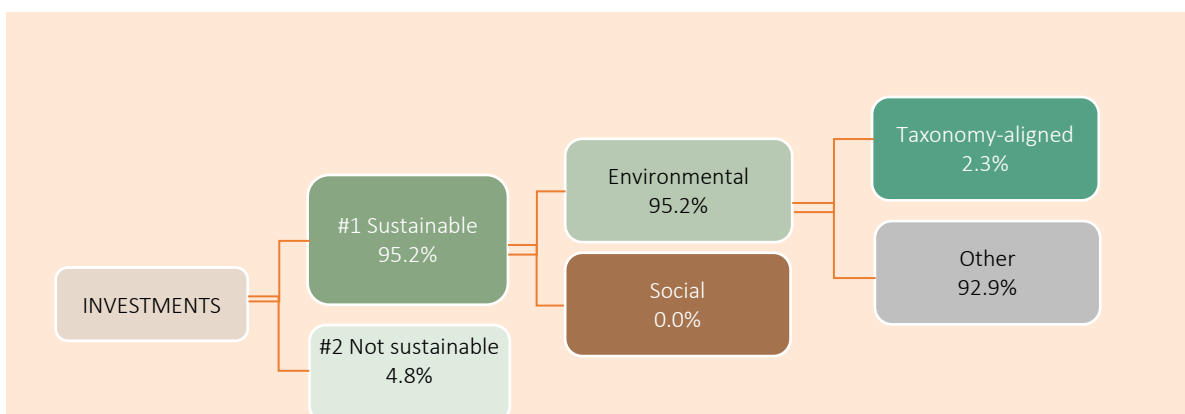 INVESTMENTS
#1 Sustainable
95.2%
#2 Not sustainable
4.8%
Environmental
95.2%
Social
0.0%
Taxonomy-aligned
2.3%
Other
92.9%